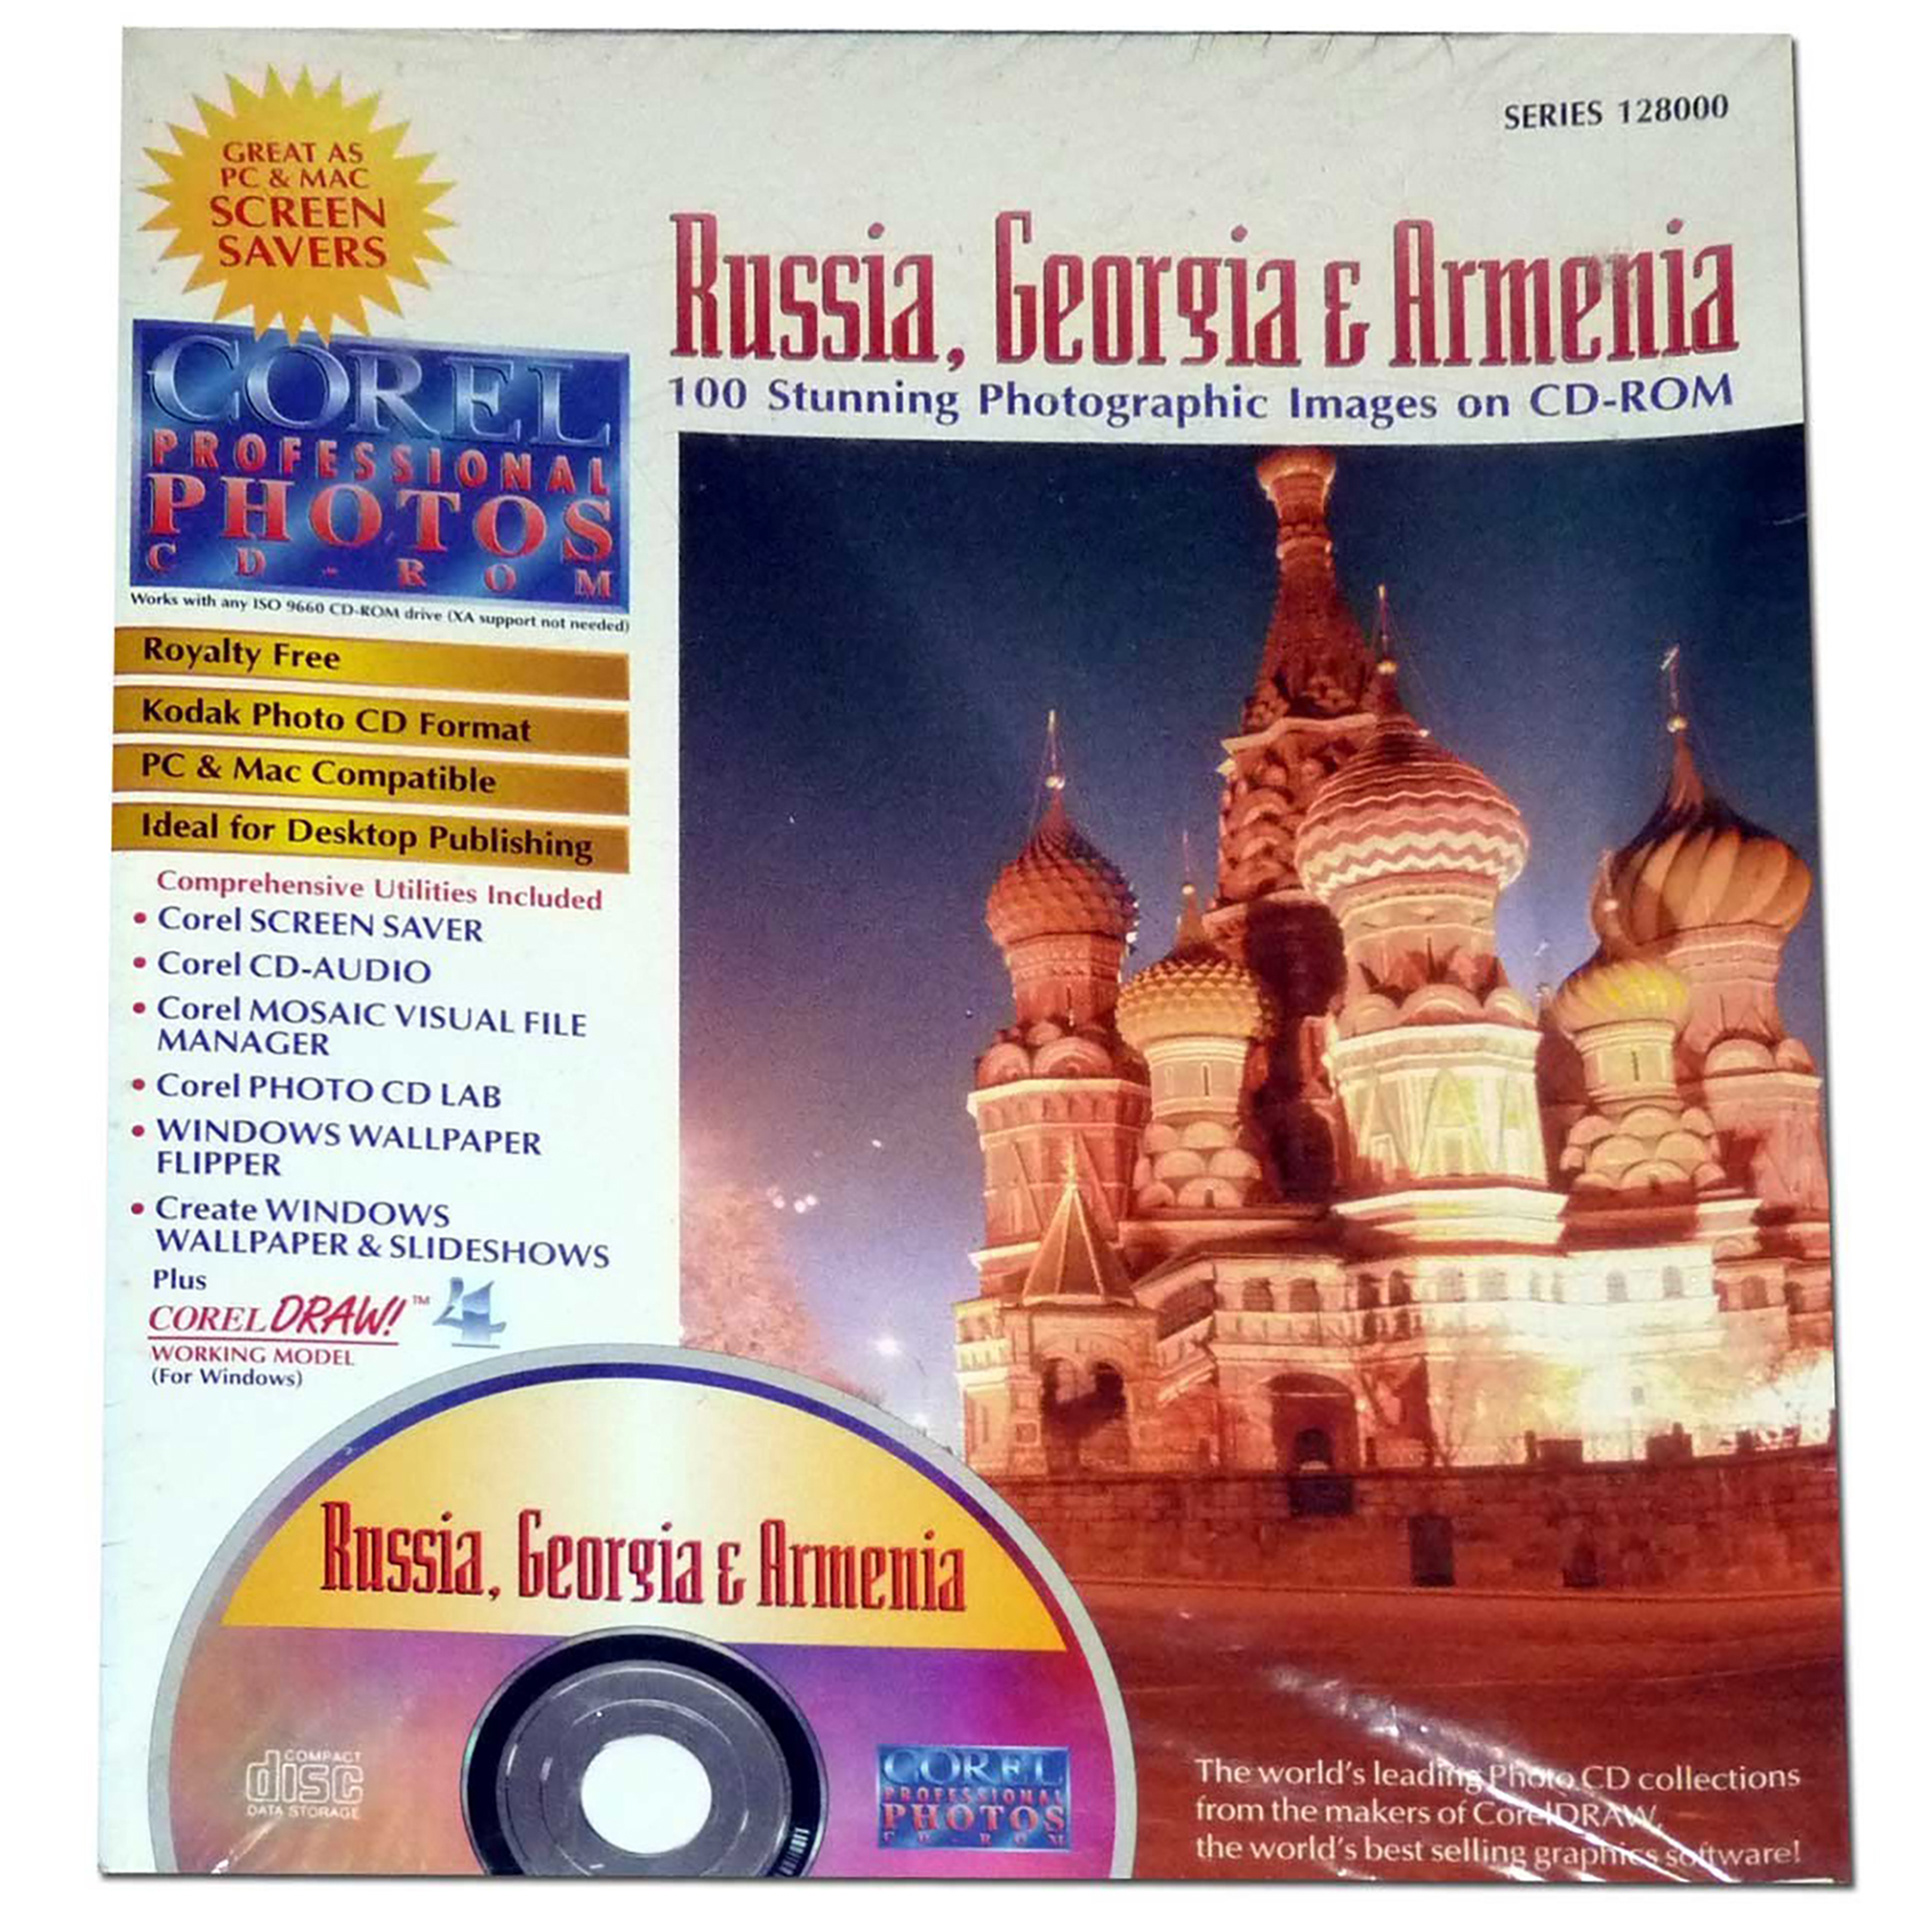 GREAT AS
PC & MAC
SCREEN
SAVERS
SERIES 128000
Russia, Georgia & Armenia
100 Stunning Photographic Images on CD-ROM
COREL
PROFESSIONAL
PHOTOS
CD-ROM
Works with any ISO 9660 CD-ROM drive (XA support not needed)
Royalty Free
Kodak Photo CD Format
PC & Mac Compatible
Ideal for Desktop Publishing
Comprehensive Utilities Included
• Corel SCREEN SAVER
• Corel CD-AUDIO
• Corel MOSAIC VISUAL FILE
MANAGER
• Corel PHOTO CD LAB
• WINDOWS WALLPAPER
FLIPPER
• Create WINDOWS
WALLPAPER & SLIDESHOWS
Plus
COREL DRAW!™ 4
WORKING MODEL
(For Windows)
Russia, Georgia & Armenia
COMPACT
disc
DATA STORAGE
COREL
PROFESSIONAL
PHOTOS
CD-ROM
The world's leading Photo CD collections
from the makers of CorelDRAW,
the world's best selling graphics software!